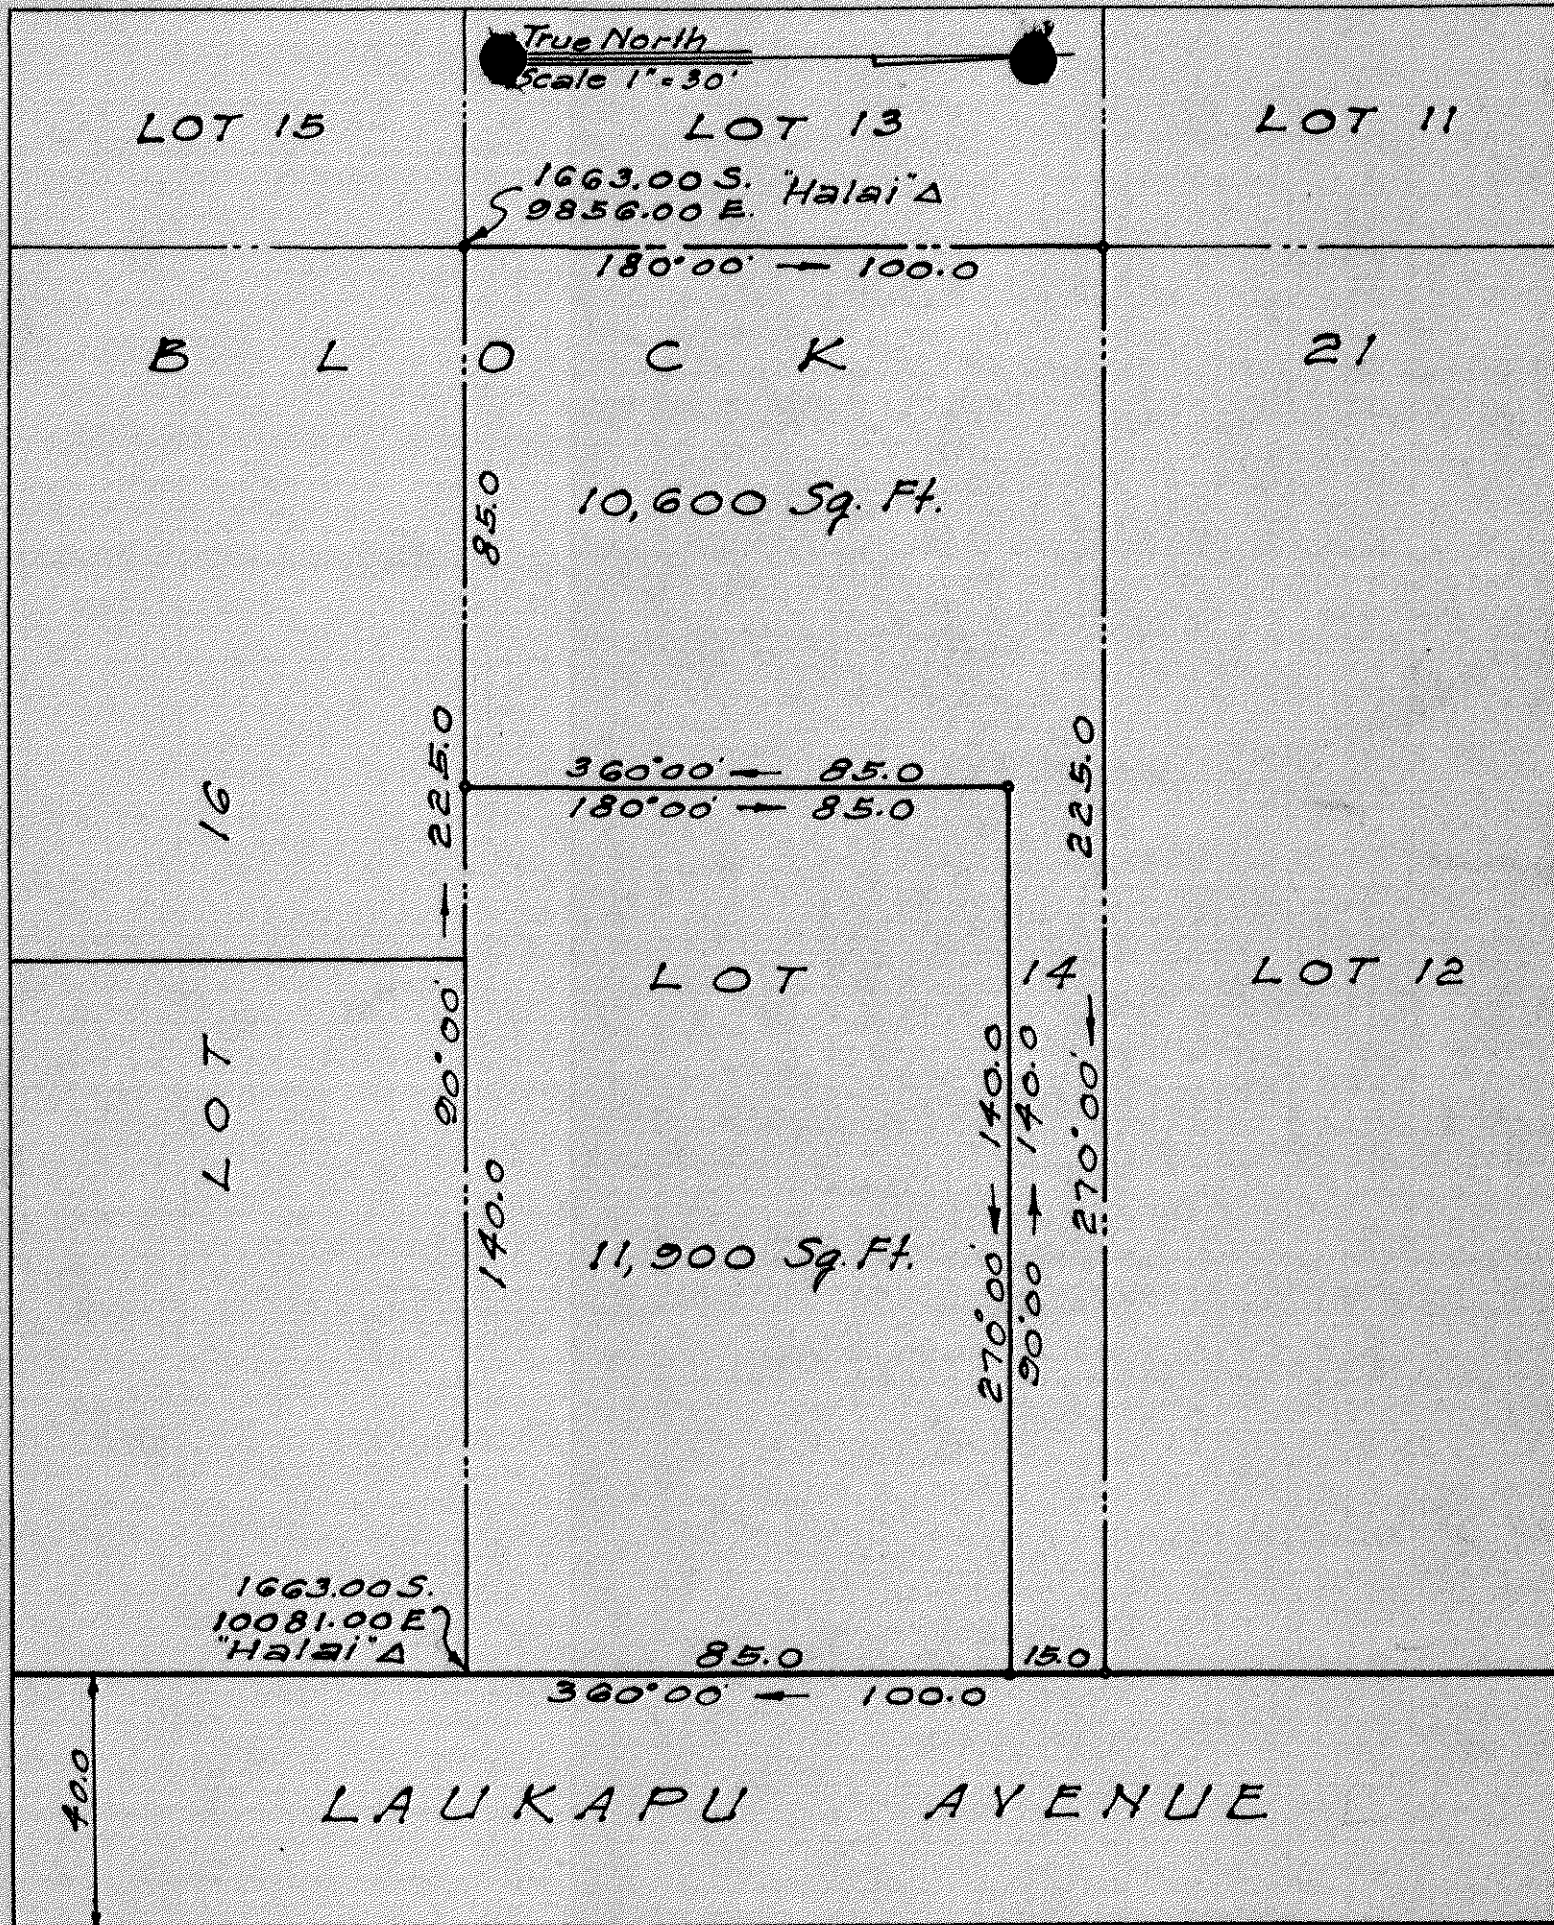 True North
Scale 1"=30'
LOT 15
LOT 13
LOT 11
1663.00 S.
9856.00 E.
"Halai" Δ
180°00' → 100.0
BLOCK 21
85.0
10,600 Sq. Ft.
225.0
225.0
360°00' ← 85.0
180°00' → 85.0
LOT 16
90°00'
LOT 14
LOT 12
140.0
270°00' → 140.0
90°00' → 140.0
270°00'
11,900 Sq. Ft.
1663.00 S.
10081.00 E
"Halai" Δ
85.0
15.0
360°00' ← 100.0
40.0
LAUKAPU AVENUE